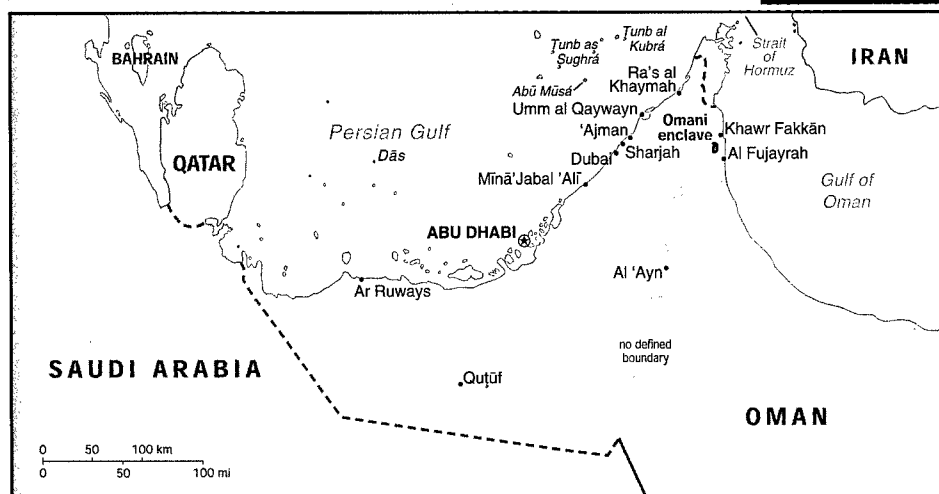 BAHRAIN
QATAR
Persian Gulf
Dās
Ţunb aş
Şughrá
Ţunb al
Kubrá
Abū Mūsá
Strait
of
Hormuz
IRAN
Ra's al
Khaymah
Umm al Qaywayn
'Ajman
Dubai
Sharjah
Mīnā'Jabal 'Alī
Omani
enclave
Khawr Fakkān
Al Fujayrah
Gulf of
Oman
ABU DHABI
Ar Ruways
Al 'Ayn
no defined
boundary
SAUDI ARABIA
Quţūf
OMAN
0 50 100 km
0 50 100 mi